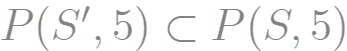 P(S′, 5) ⊂ P(S, 5)